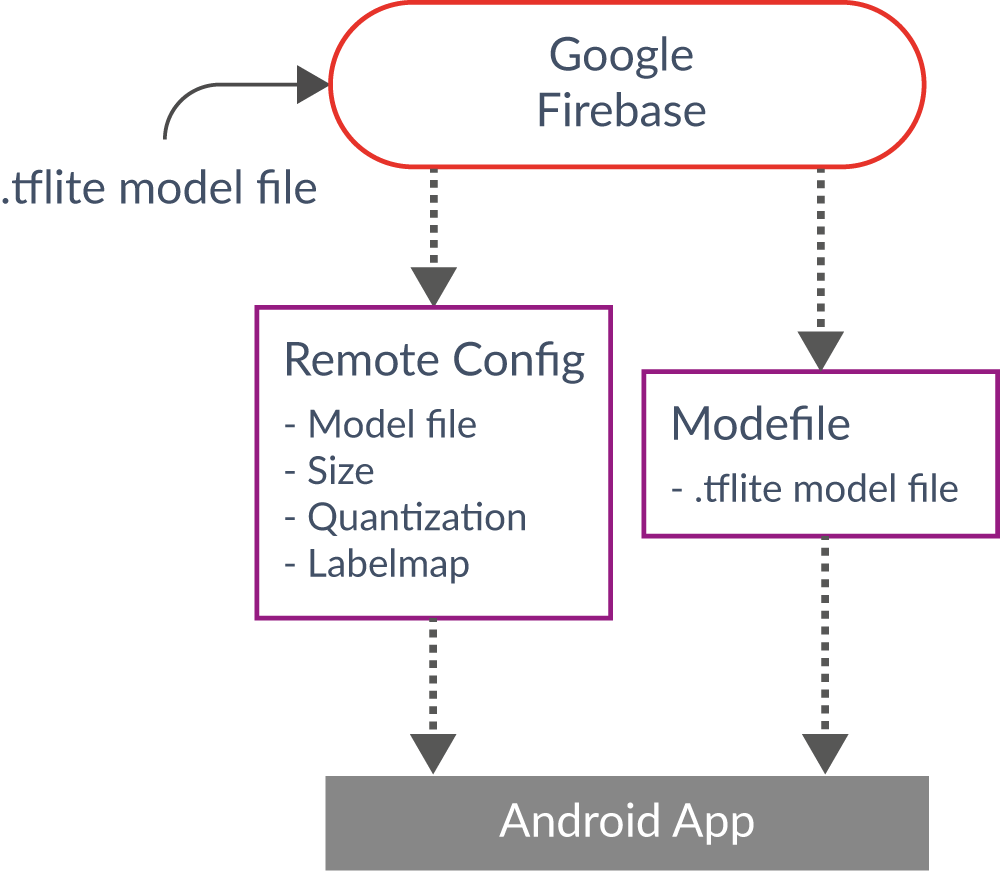 Google
Firebase
.tflite model file
Remote Config
- Model file
- Size
- Quantization
- Labelmap
Modefile
- .tflite model file
Android App